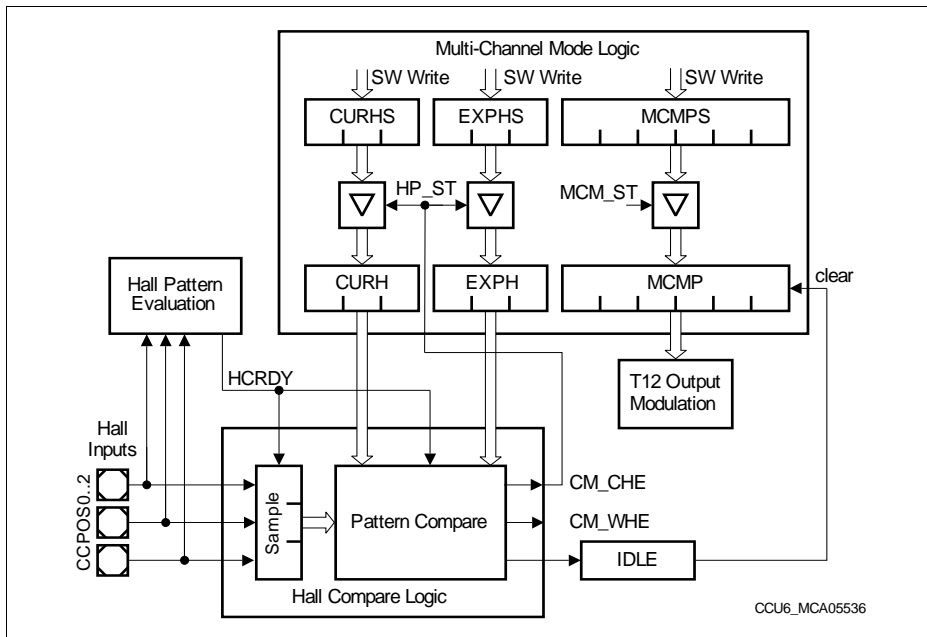 Multi-Channel Mode Logic
SW Write
SW Write
SW Write
CURHS
EXPHS
MCMPS
HP_ST
MCM_ST
Hall Pattern
Evaluation
CURH
EXPH
MCMP
clear
HCRDY
T12 Output
Modulation
Hall
Inputs
CCPOS0..2
Sample
Pattern Compare
CM_CHE
CM_WHE
IDLE
Hall Compare Logic
CCU6_MCA05536